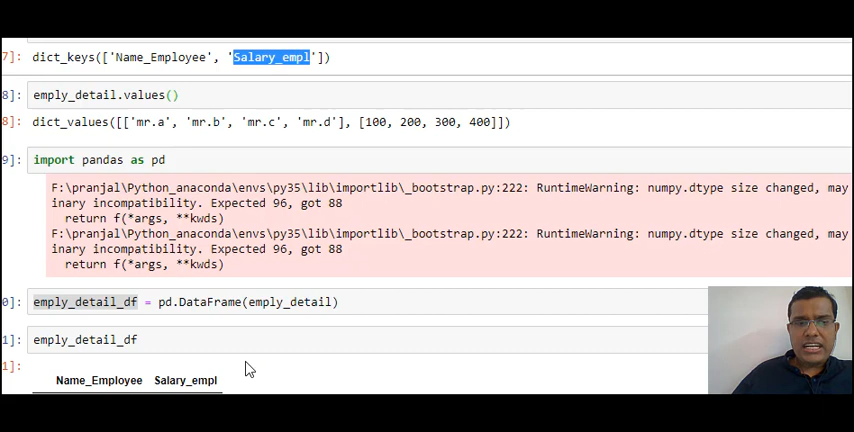 7]: dict_keys(['Name_Employee', 'Salary_empl'])
8]: emply_detail.values()
8]: dict_values([['mr.a', 'mr.b', 'mr.c', 'mr.d'], [100, 200, 300, 400]])
9]: import pandas as pd
F:\pranjal\Python_anaconda\envs\py35\lib\importlib\_bootstrap.py:222: RuntimeWarning: numpy.dtype size changed, may
inary incompatibility. Expected 96, got 88
return f(*args, **kwds)
F:\pranjal\Python_anaconda\envs\py35\lib\importlib\_bootstrap.py:222: RuntimeWarning: numpy.dtype size changed, may
inary incompatibility. Expected 96, got 88
return f(*args, **kwds)
0]: emply_detail_df = pd.DataFrame(emply_detail)
1]: emply_detail_df
1]:
Name_Employee Salary_empl